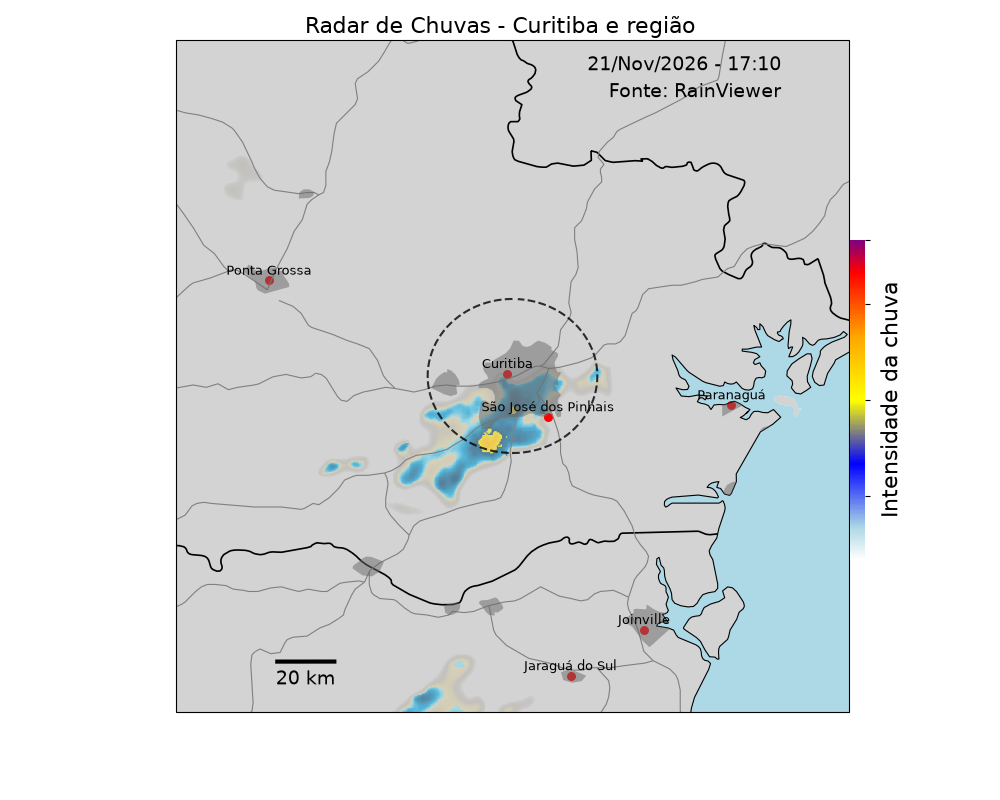 Radar de Chuvas - Curitiba e região
21/Nov/2026 - 17:10
Fonte: RainViewer
Ponta Grossa
Curitiba
Paranaguá
São José dos Pinhais
Intensidade da chuva
Joinville
Jaraguá do Sul
20 km